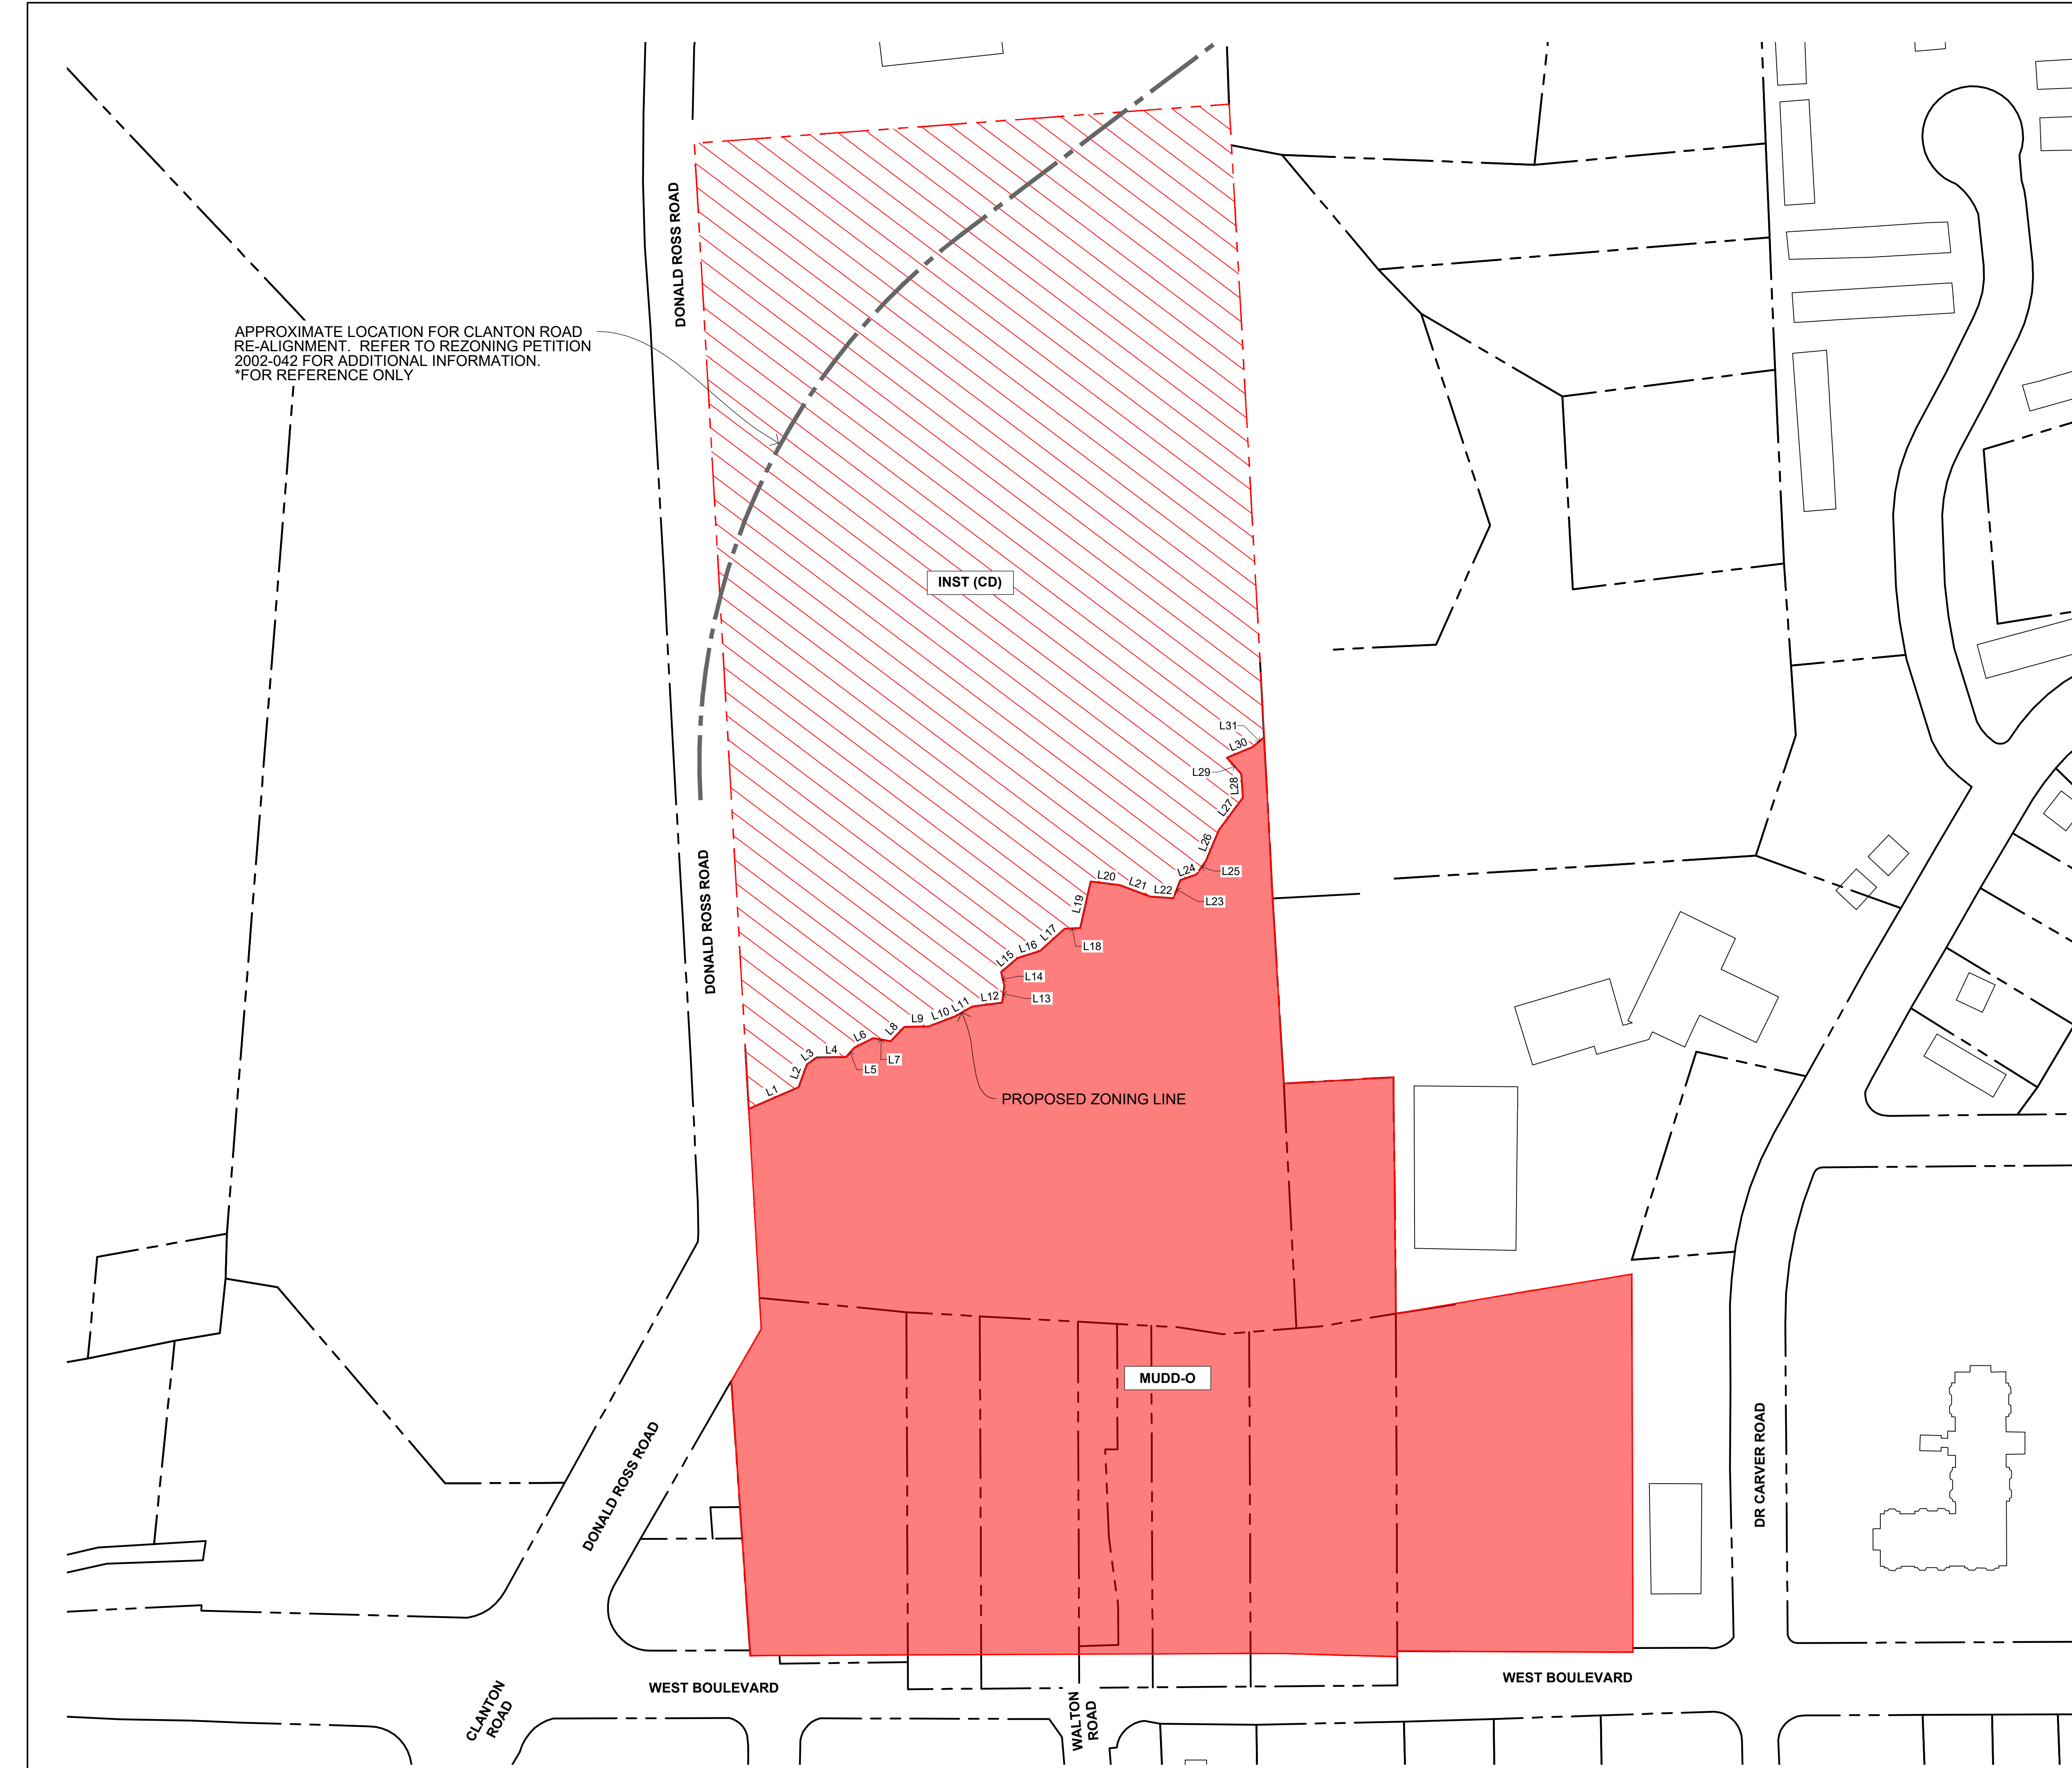 DONALD ROSS ROAD
APPROXIMATE LOCATION FOR CLANTON ROAD
RE-ALIGNMENT.  REFER TO REZONING PETITION
2002-042 FOR ADDITIONAL INFORMATION.
*FOR REFERENCE ONLY
INST (CD)
L31
L30
L29
L28
L27
L26
L25
L24
L23
L22
L21
L20
L19
L18
L17
L16
L15
L14
L13
L12
L11
L10
L9
L8
L7
L6
L5
L4
L3
L2
L1
DONALD ROSS ROAD
PROPOSED ZONING LINE
MUDD-O
DONALD ROSS ROAD
DR CARVER ROAD
WEST BOULEVARD
WEST BOULEVARD
CLANTON
ROAD
WALTON
ROAD